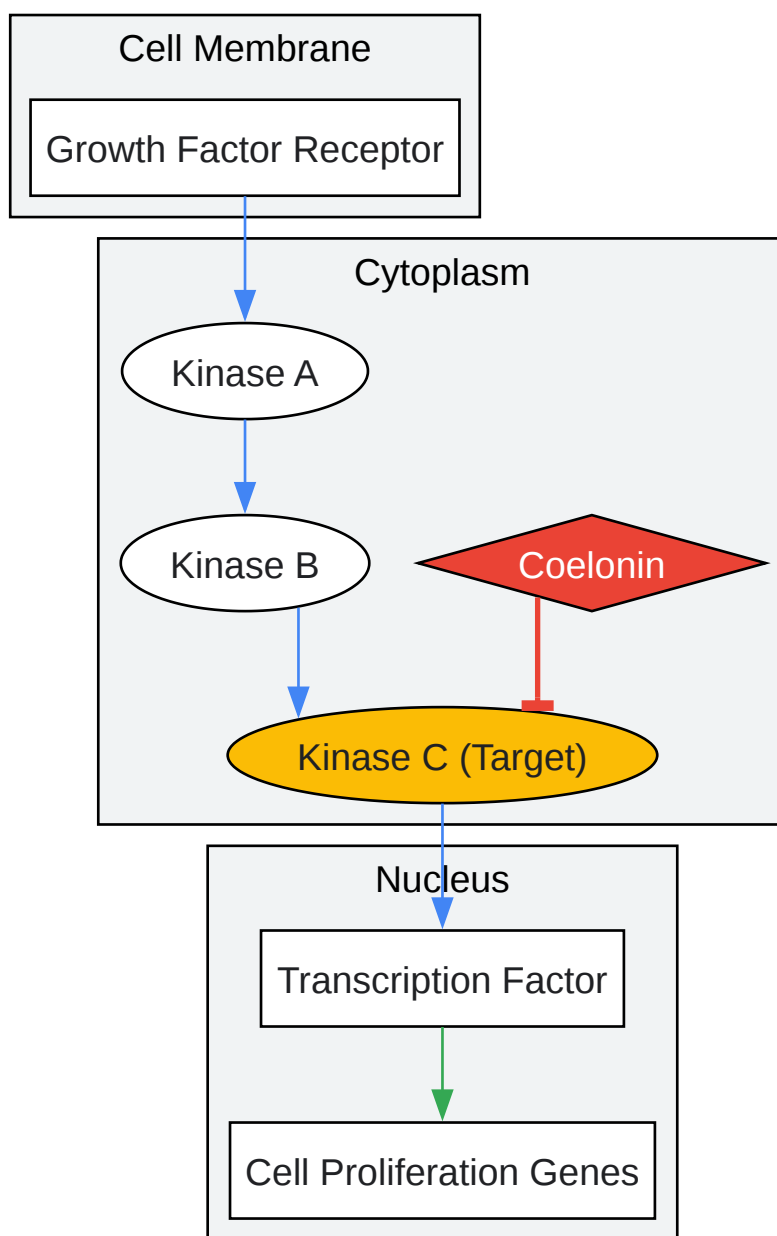 Cell Membrane
Growth Factor Receptor
Cytoplasm
Kinase A
Kinase B
Coelonin
Kinase C (Target)
Nucleus
Transcription Factor
Cell Proliferation Genes